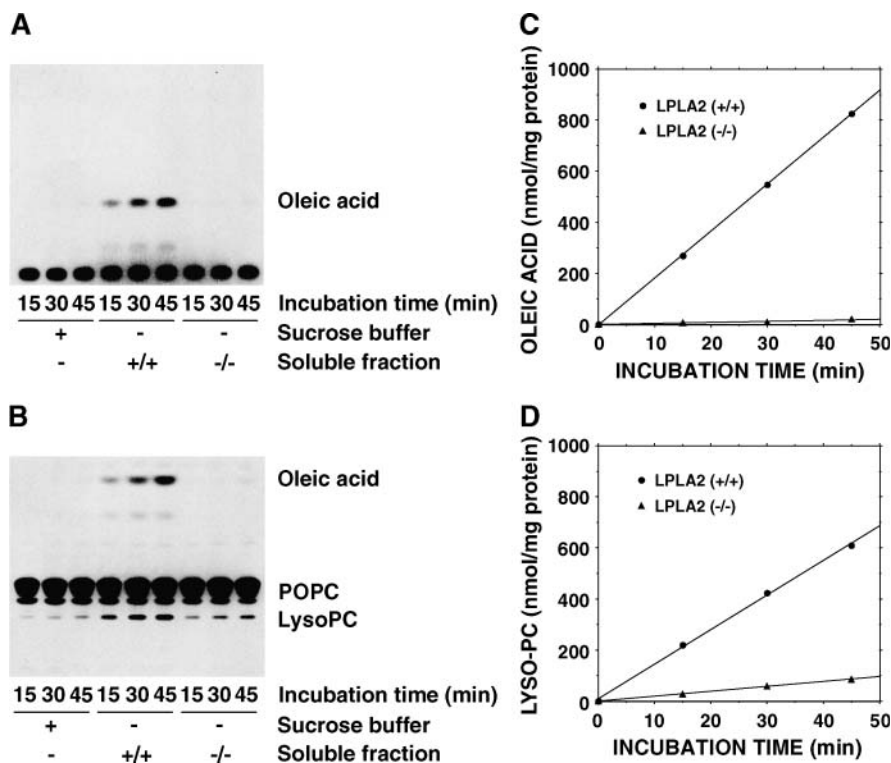 A
Oleic acid
15 30 45 15 30 45 15 30 45 Incubation time (min)
+ - - Sucrose buffer
- +/+ -/- Soluble fraction
B
Oleic acid
POPC
LysoPC
15 30 45 15 30 45 15 30 45 Incubation time (min)
+ - - Sucrose buffer
- +/+ -/- Soluble fraction
C
OLEIC ACID (nmol/mg protein)
1000
800
600
400
200
0
LPLA2 (+/+)
LPLA2 (-/-)
0 10 20 30 40 50
INCUBATION TIME (min)
D
LYSO-PC (nmol/mg protein)
1000
800
600
400
200
0
LPLA2 (+/+)
LPLA2 (-/-)
0 10 20 30 40 50
INCUBATION TIME (min)